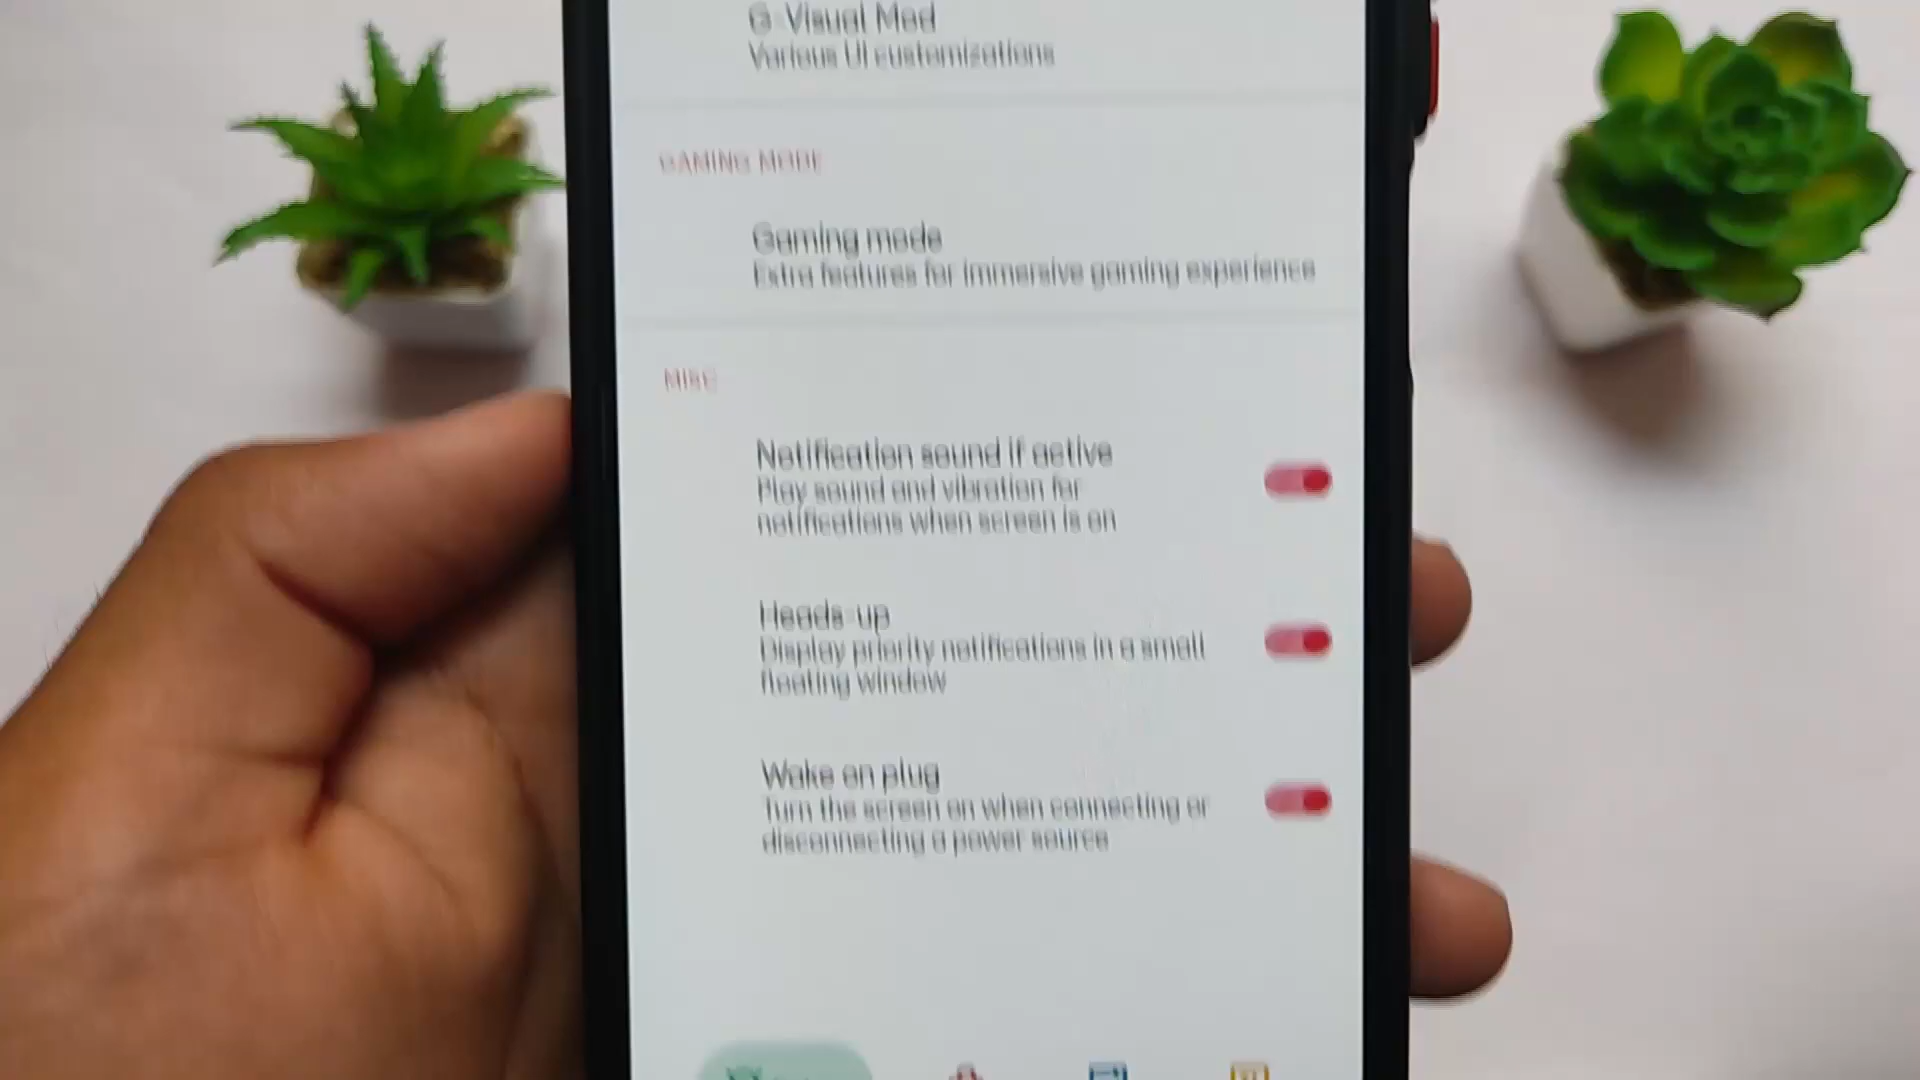 G-Visual Mod
Various UI customizations
GAMING MODE
Gaming mode
Extra features for immersive gaming experience
MISC
Notification sound if active
Play sound and vibration for
notifications when screen is on
Heads-up
Display priority notifications in a small
floating window
Wake on plug
Turn the screen on when connecting or
disconnecting a power source